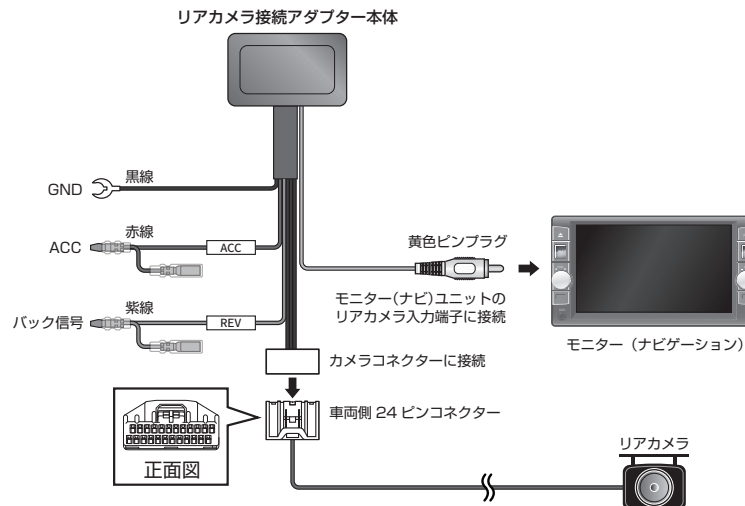 リアカメラ接続アダプター本体
黒線
GND
赤線
ACC
ACC
紫線
バック信号
REV
黄色ピンプラグ
モニター(ナビ)ユニットの
リアカメラ入力端子に接続
モニター（ナビゲーション）
カメラコネクターに接続
車両側 24 ピンコネクター
正面図
リアカメラ